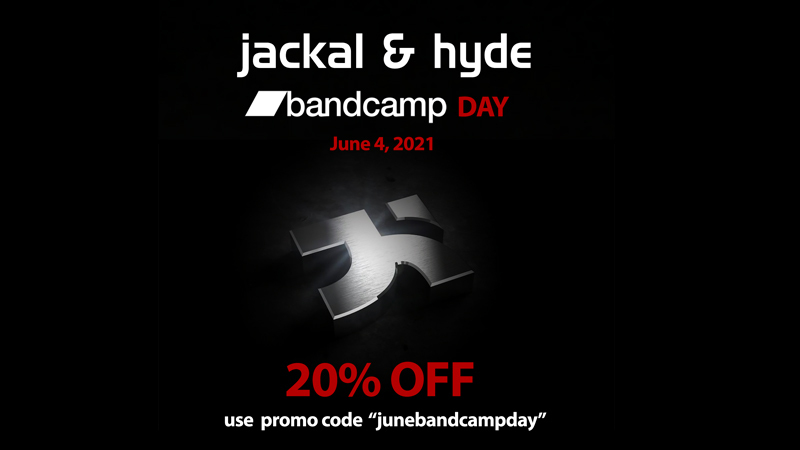 jackal & hyde
bandcamp DAY
June 4, 2021
20% OFF
use promo code “junebandcampday”